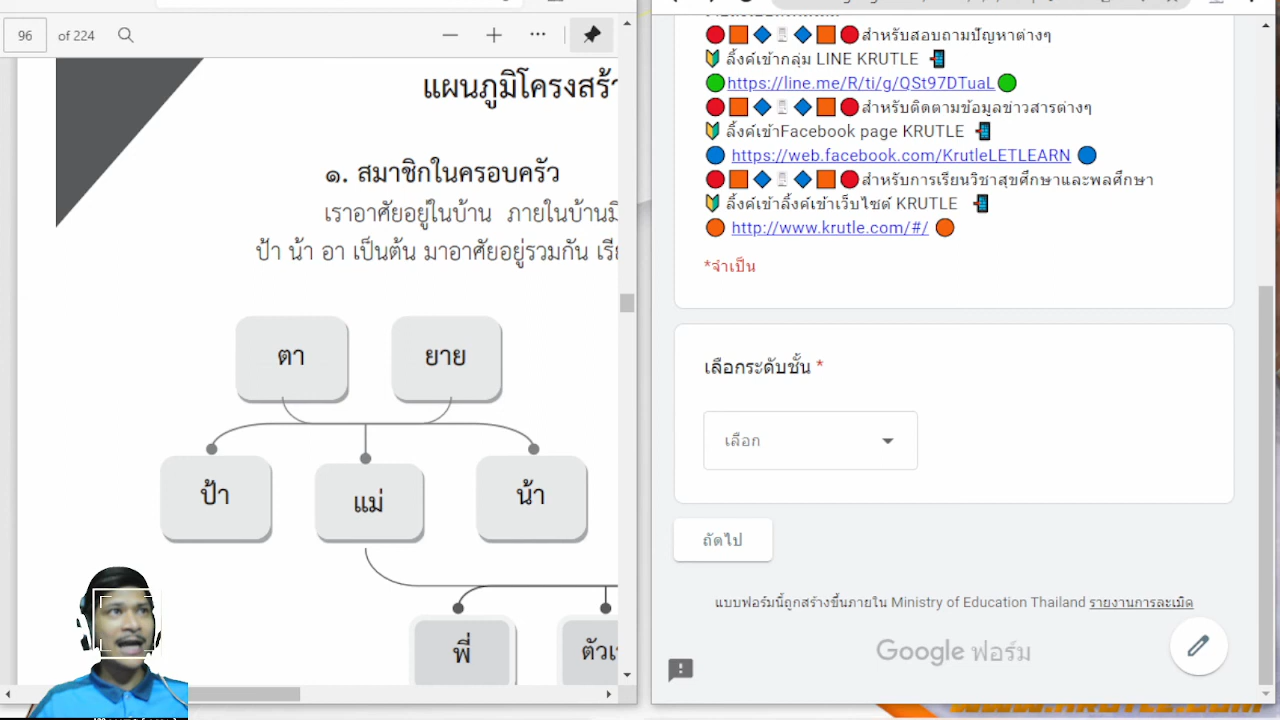 96 of 224
แผนภูมิโครงสร้า
๑. สมาชิกในครอบครัว
เราอาศัยอยู่ในบ้าน ภายในบ้านมี
ป้า น้า อา เป็นต้น มาอาศัยอยู่รวมกัน เรีย
ตา
ยาย
ป้า
แม่
น้า
พี่
สำหรับสอบถามปัญหาต่างๆ
ลิ้งค์เข้ากลุ่ม LINE KRUTLE
https://line.me/R/ti/g/QSt97DTuaL
สำหรับติดตามข้อมูลข่าวสารต่างๆ
ลิ้งค์เข้าFacebook page KRUTLE
https://web.facebook.com/KrutleLETLEARN
สำหรับการเรียนวิชาสุขศึกษาและพลศึกษา
ลิ้งค์เข้าลิ้งค์เข้าเว็บไซต์ KRUTLE
http://www.krutle.com/#/
*จำเป็น
เลือกระดับชั้น *
เลือก
ถัดไป
แบบฟอร์มนี้ถูกสร้างขึ้นภายใน Ministry of Education Thailand รายงานการละเมิด
Google ฟอร์ม
WWW.KRUTLE.COM